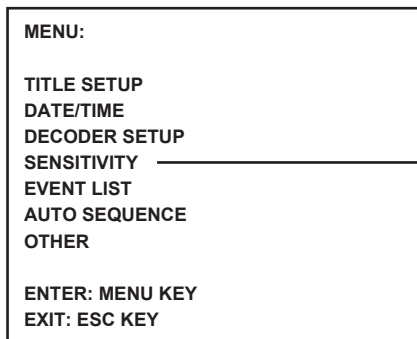 MENU:
TITLE SETUP
DATE/TIME
DECODER SETUP
SENSITIVITY
EVENT LIST
AUTO SEQUENCE
OTHER
ENTER: MENU KEY
EXIT: ESC KEY